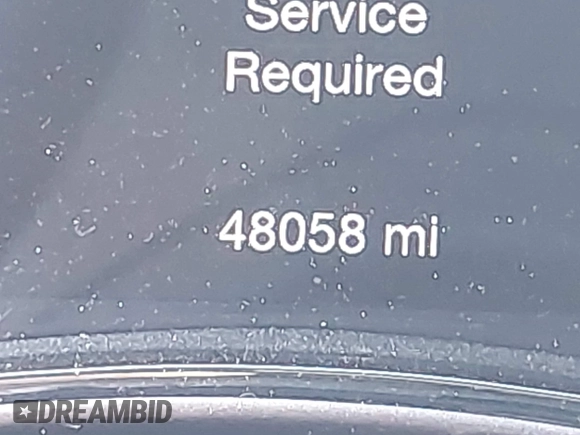 Service
Required
48058 mi
DREAMBID